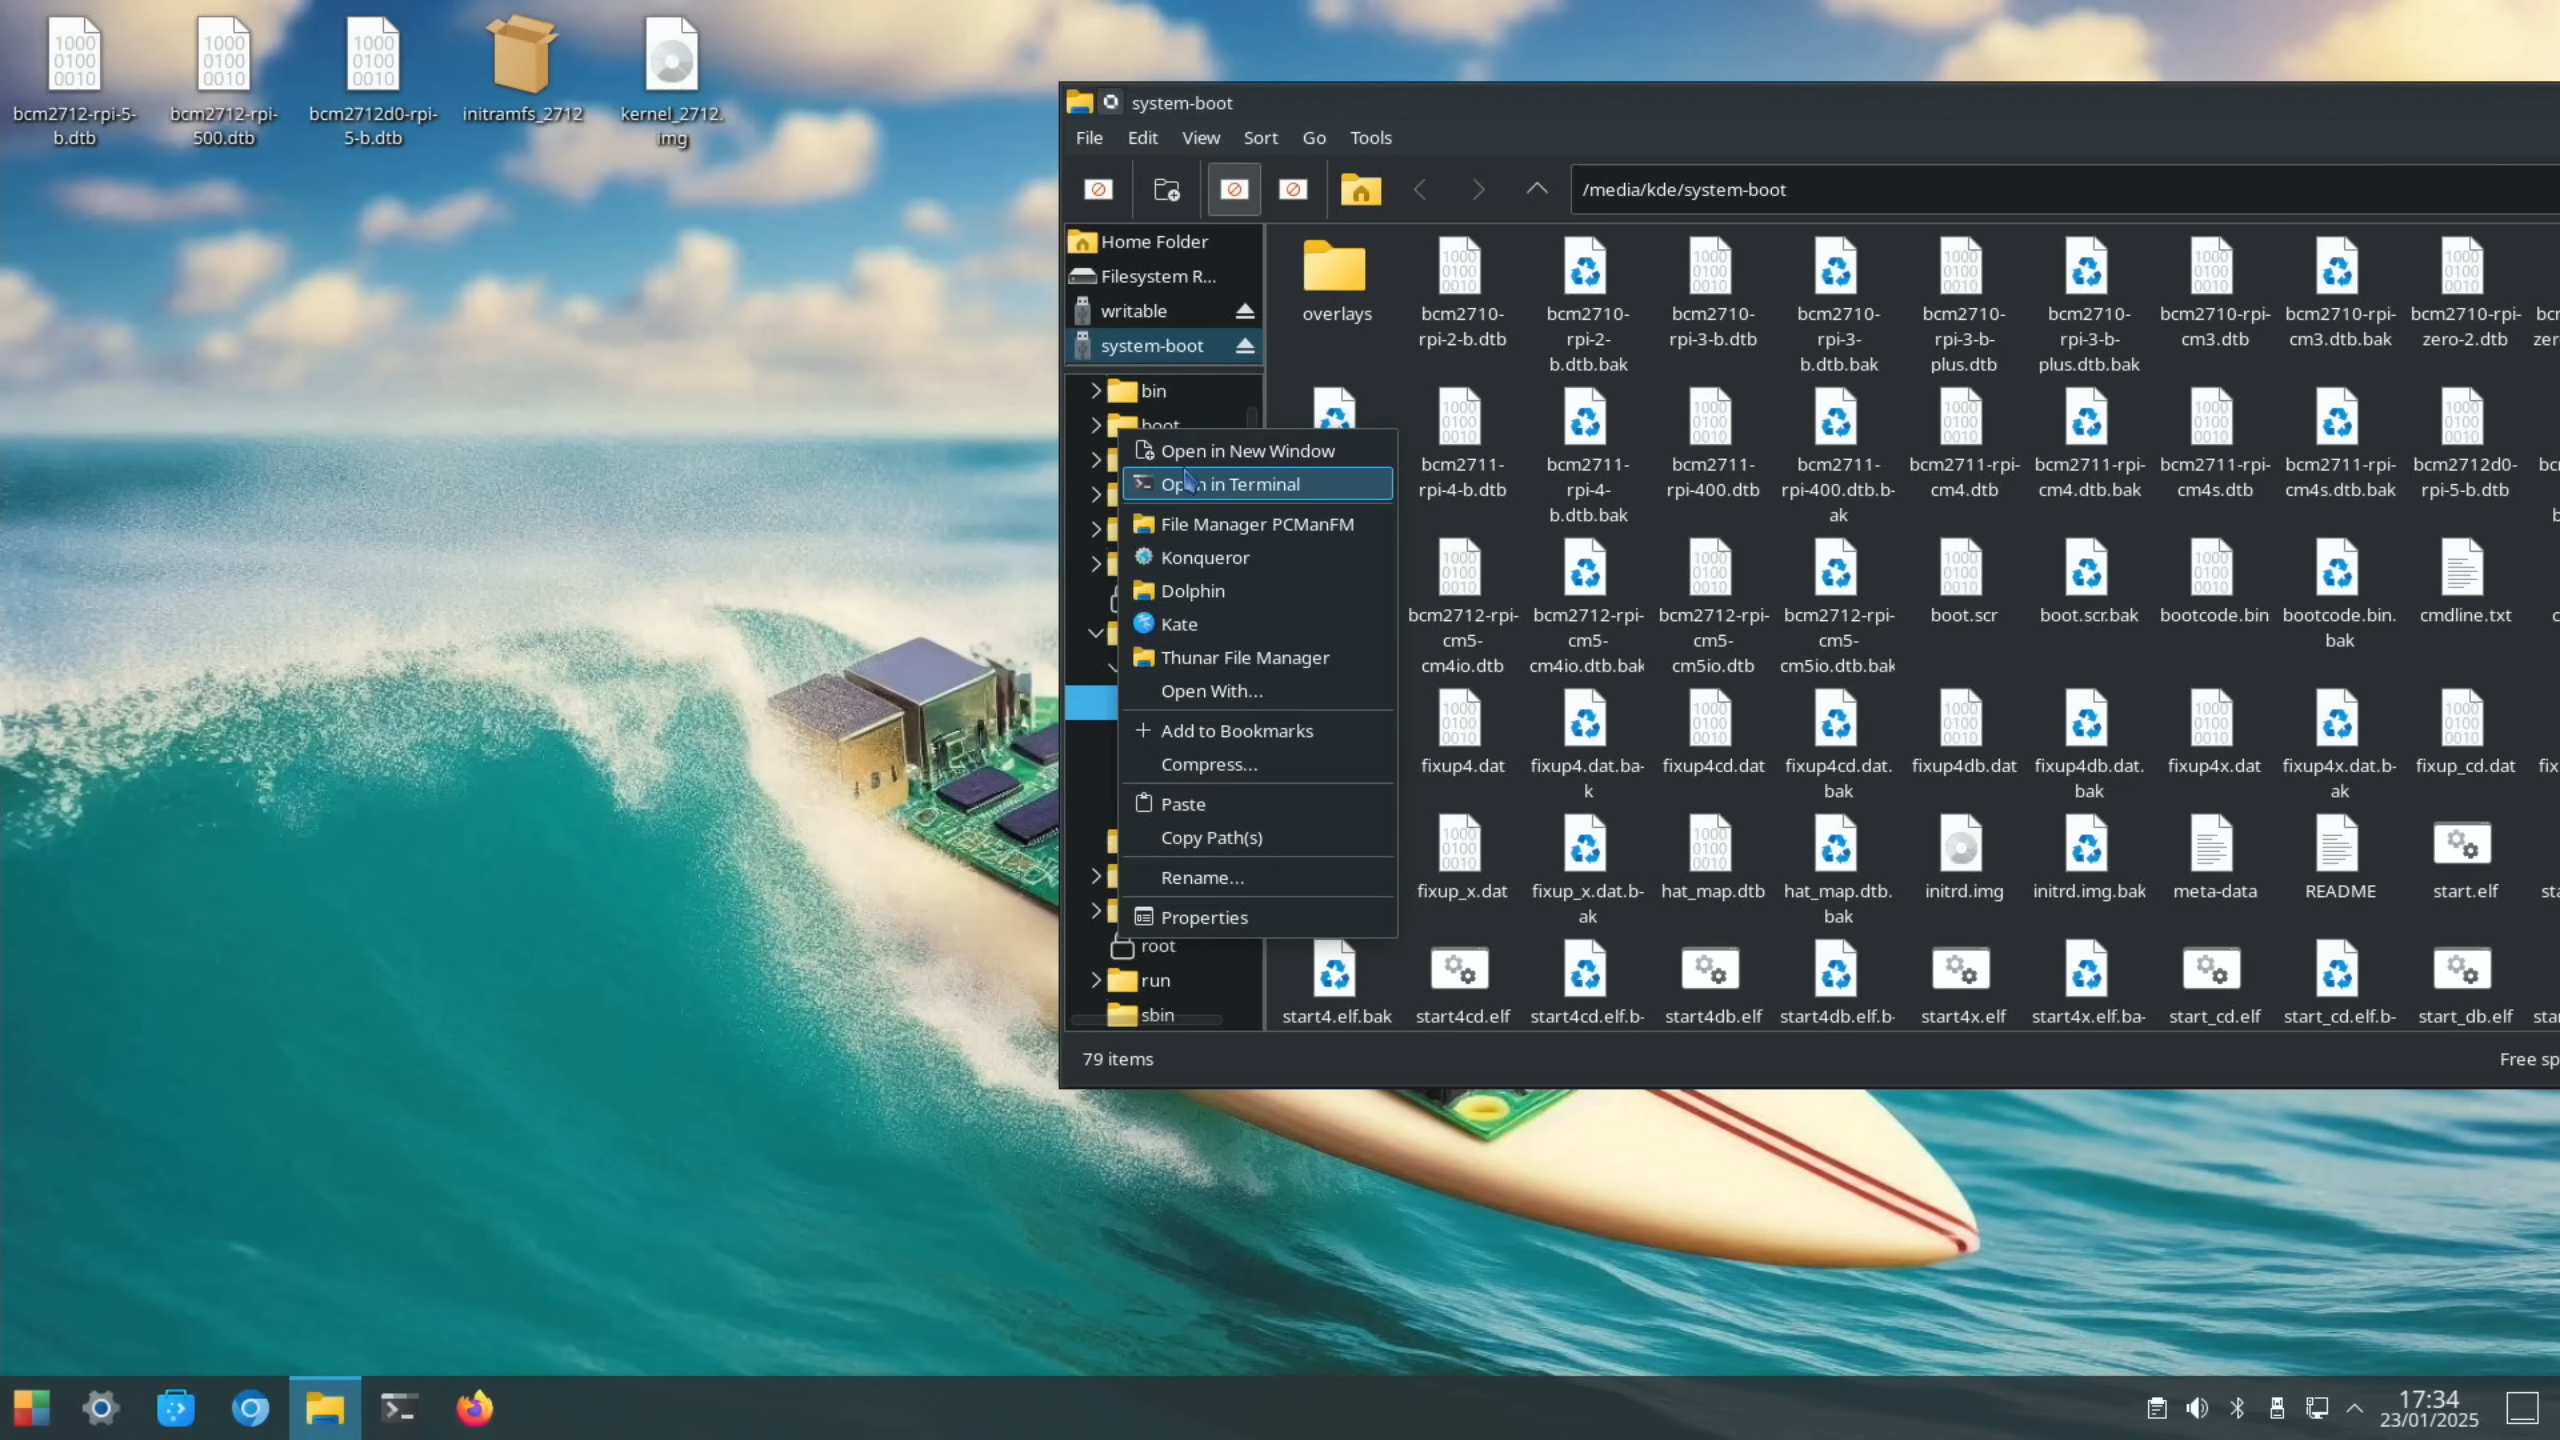 bcm2712-rpi-5-
b.dtb
bcm2712-rpi-
500.dtb
bcm2712d0-rpi-
5-b.dtb
initramfs_2712
kernel_2712.
img
system-boot
File Edit View Sort Go Tools
/media/kde/system-boot
Home Folder
Filesystem R...
writable
system-boot
bin
boot
root
run
sbin
Open in New Window
Open in Terminal
File Manager PCManFM
Konqueror
Dolphin
Kate
Thunar File Manager
Open With...
Add to Bookmarks
Compress...
Paste
Copy Path(s)
Rename...
Properties
overlays
bcm2710-
rpi-2-b.dtb
bcm2710-
rpi-2-
b.dtb.bak
bcm2710-
rpi-3-b.dtb
bcm2710-
rpi-3-
b.dtb.bak
bcm2710-
rpi-3-b-
plus.dtb
bcm2710-
rpi-3-b-
plus.dtb.bak
bcm2710-rpi-
cm3.dtb
bcm2710-rpi-
cm3.dtb.bak
bcm2710-rpi-
zero-2.dtb
bcm2711-
rpi-4-b.dtb
bcm2711-
rpi-4-
b.dtb.bak
bcm2711-
rpi-400.dtb
bcm2711-
rpi-400.dtb.b-
ak
bcm2711-rpi-
cm4.dtb
bcm2711-rpi-
cm4.dtb.bak
bcm2711-rpi-
cm4s.dtb
bcm2711-rpi-
cm4s.dtb.bak
bcm2712d0-
rpi-5-b.dtb
bcm2712-rpi-
cm5-
cm4io.dtb
bcm2712-rpi-
cm5-
cm4io.dtb.bak
bcm2712-rpi-
cm5-
cm5io.dtb
bcm2712-rpi-
cm5-
cm5io.dtb.bak
boot.scr
boot.scr.bak
bootcode.bin
bootcode.bin.
bak
cmdline.txt
fixup4.dat
fixup4.dat.ba-
k
fixup4cd.dat
fixup4cd.dat.
bak
fixup4db.dat
fixup4db.dat.
bak
fixup4x.dat
fixup4x.dat.b-
ak
fixup_cd.dat
fixup_x.dat
fixup_x.dat.b-
ak
hat_map.dtb
hat_map.dtb.
bak
initrd.img
initrd.img.bak
meta-data
README
start.elf
start4.elf.bak
start4cd.elf
start4cd.elf.b-
start4db.elf
start4db.elf.b-
start4x.elf
start4x.elf.ba-
start_cd.elf
start_cd.elf.b-
start_db.elf
79 items
Free sp
17:34
23/01/2025